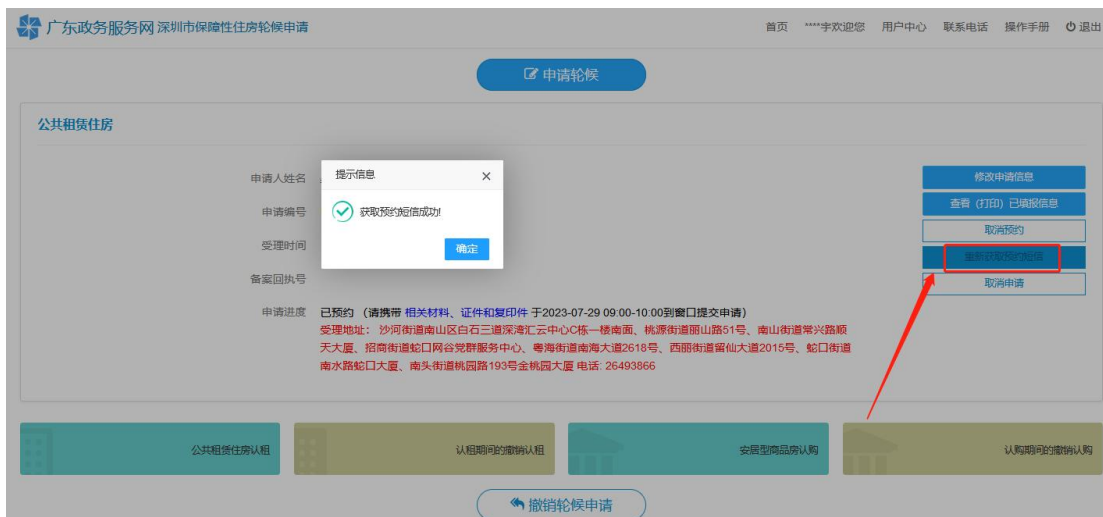 广东政务服务网 深圳市保障性住房轮候申请
首页 ****字欢迎您 用户中心 联系电话 操作手册 退出
申请轮候
公共租赁住房
申请人姓名
申请编号
受理时间
备案回执号
提示信息 ×
获取预约短信成功!
确定
修改申请信息
查看（打印）已填报信息
取消预约
重新获取预约短信
取消申请
申请进度 已预约 （请携带 相关材料、证件和复印件 于2023-07-29 09:00-10:00到窗口提交申请）
受理地址： 沙河街道南山区白石三道深湾汇云中心C栋一楼南面、桃源街道丽山路51号、南山街道常兴路顺
天大厦、招商街道蛇口网谷党群服务中心、粤海街道南海大道2618号、西丽街道留仙大道2015号、蛇口街道
南水路蛇口大厦、南头街道桃园路193号金桃园大厦 电话: 26493866
公共租赁住房认租
认租期间的撤销认租
安居型商品房认购
认购期间的撤销认购
撤销轮候申请